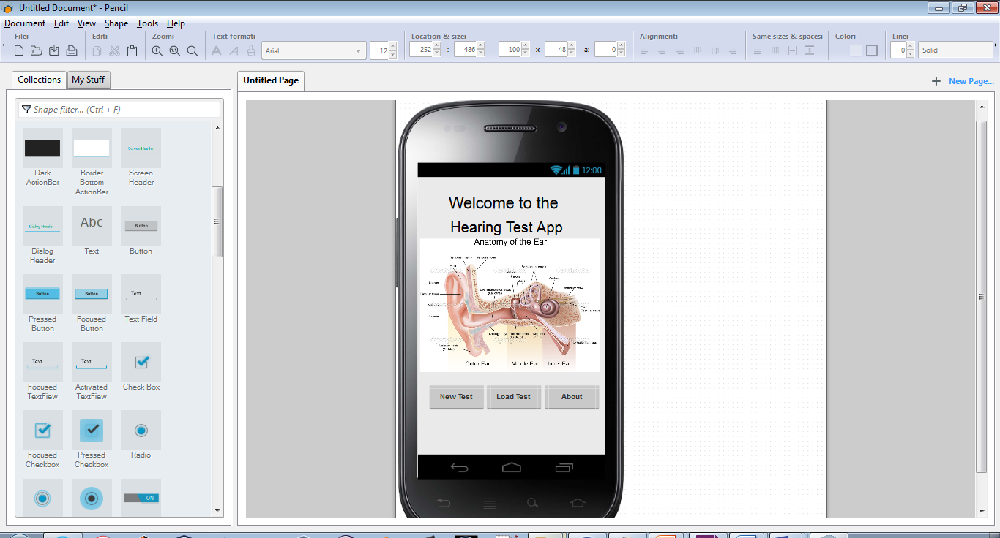 Untitled Document* - Pencil
Document Edit View Shape Tools Help
File: Edit: Zoom: Text format: Location & size: Alignment: Same sizes & spaces: Color: Line:
Arial 12 252 : 486 100 x 48 a: 0 0 Solid
Collections My Stuff
Untitled Page
New Page...
Shape filter... (Ctrl + F)
Screen Header
Dark ActionBar
Border Bottom ActionBar
Screen Header
Dialog Header
Abc
Button
Dialog Header
Text
Button
Button
Button
Text
Pressed Button
Focused Button
Text Field
Text
Text
Focused TextFiew
Activated TextFiew
Check Box
Focused Checkbox
Pressed Checkbox
Radio
ON
12:00
Welcome to the
Hearing Test App
Anatomy of the Ear
Temporal muscle
Temporal bone
Cochlea
Outer Ear Middle Ear Inner Ear
New Test Load Test About